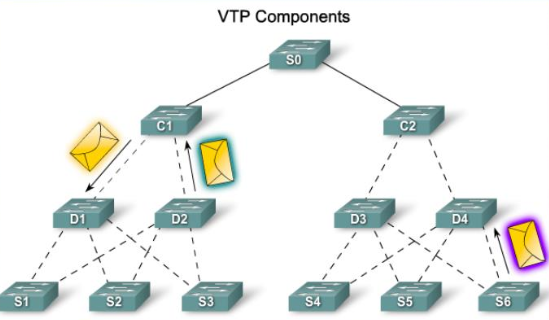 VTP Components
S0
C1
C2
D1
D2
D3
D4
S1
S2
S3
S4
S5
S6